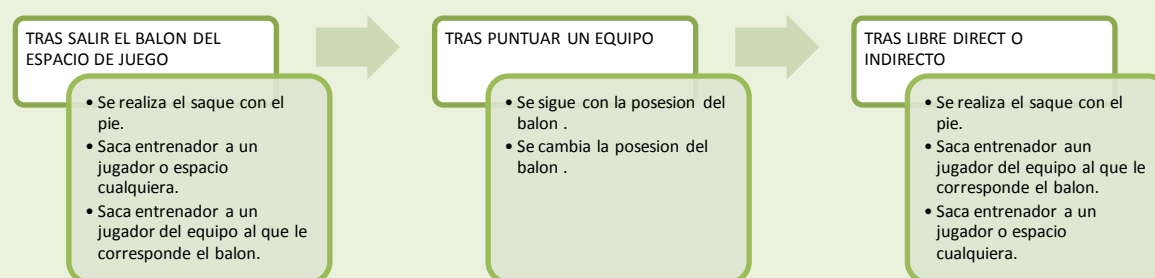 TRAS SALIR EL BALON DEL
ESPACIO DE JUEGO
• Se realiza el saque con el
pie.
• Saca entrenador a un
jugador o espacio
cualquiera.
• Saca entrenador a un
jugador del equipo al que le
corresponde el balon.
TRAS PUNTUAR UN EQUIPO
• Se sigue con la posesion del
balon .
• Se cambia la posesion del
balon .
TRAS LIBRE DIRECT O
INDIRECTO
• Se realiza el saque con el
pie.
• Saca entrenador aun
jugador del equipo al que le
corresponde el balon.
• Saca entrenador a un
jugador o espacio
cualquiera.